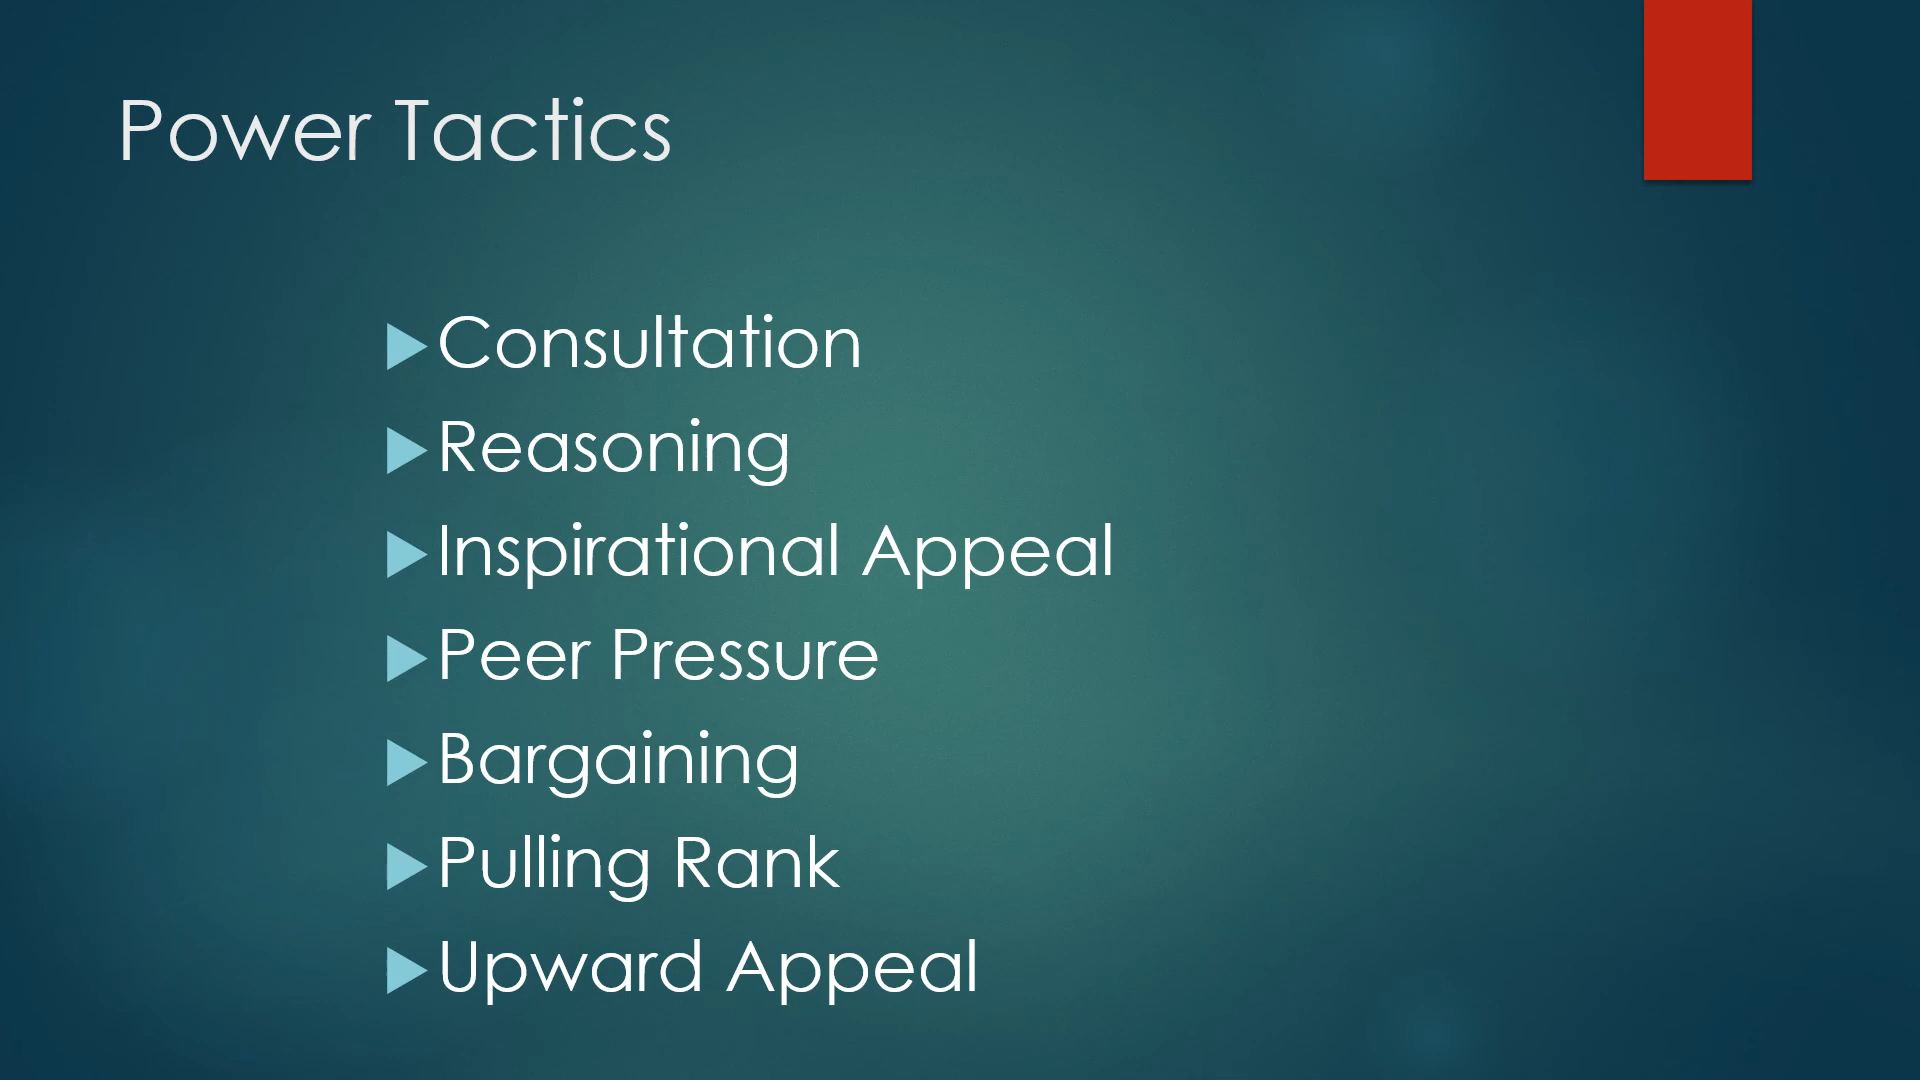 Power Tactics
Consultation
Reasoning
Inspirational Appeal
Peer Pressure
Bargaining
Pulling Rank
Upward Appeal